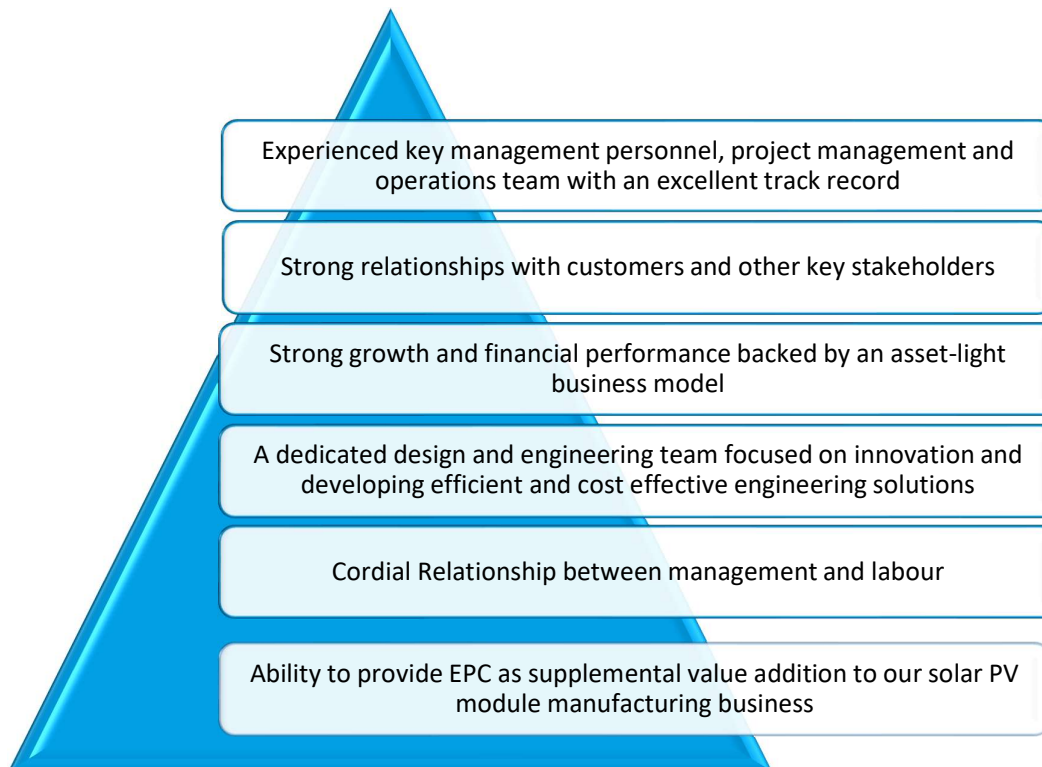 Experienced key management personnel, project management and
operations team with an excellent track record
Strong relationships with customers and other key stakeholders
Strong growth and financial performance backed by an asset-light
business model
A dedicated design and engineering team focused on innovation and
developing efficient and cost effective engineering solutions
Cordial Relationship between management and labour
Ability to provide EPC as supplemental value addition to our solar PV
module manufacturing business